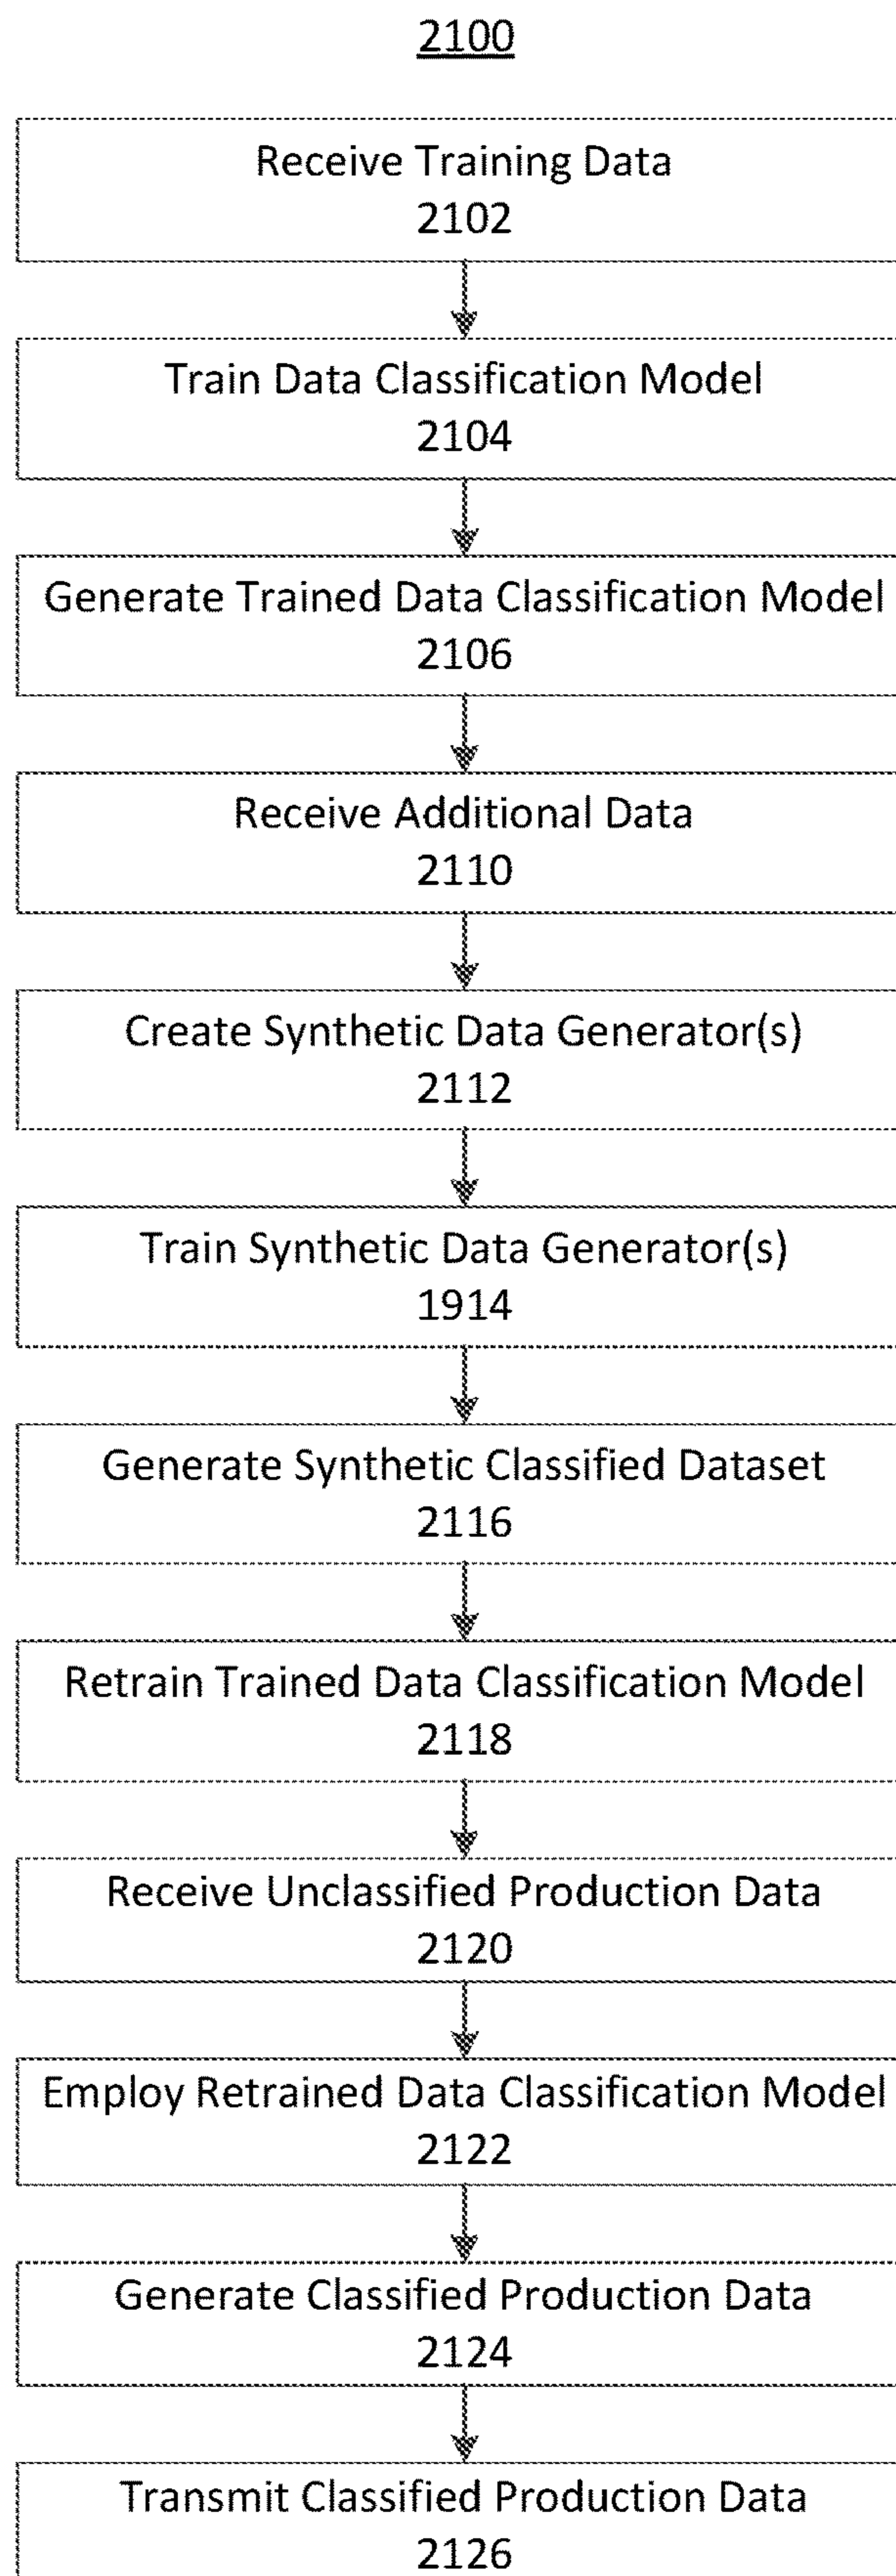 2100
Receive Training Data
2102
Train Data Classification Model
2104
Generate Trained Data Classification Model
2106
Receive Additional Data
2110
Create Synthetic Data Generator(s)
2112
Train Synthetic Data Generator(s)
1914
Generate Synthetic Classified Dataset
2116
Retrain Trained Data Classification Model
2118
Receive Unclassified Production Data
2120
Employ Retrained Data Classification Model
2122
Generate Classified Production Data
2124
Transmit Classified Production Data
2126